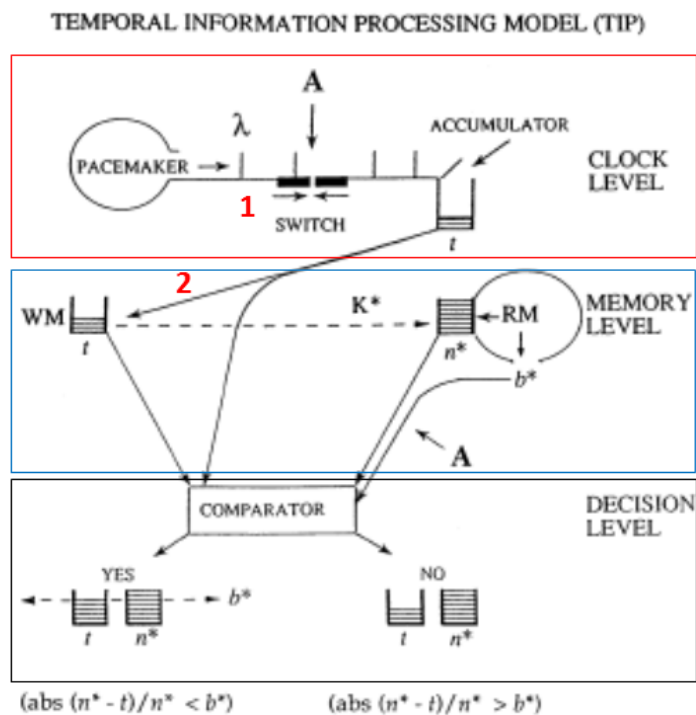 TEMPORAL INFORMATION PROCESSING MODEL (TIP)
A
λ
ACCUMULATOR
PACEMAKER
CLOCK
LEVEL
1
SWITCH
t
2
WM
K*
RM
MEMORY
LEVEL
t
n*
b*
A
COMPARATOR
DECISION
LEVEL
YES
NO
b*
t n*
t n*
(abs (n* - t)/n* < b*)
(abs (n* - t)/n* > b*)